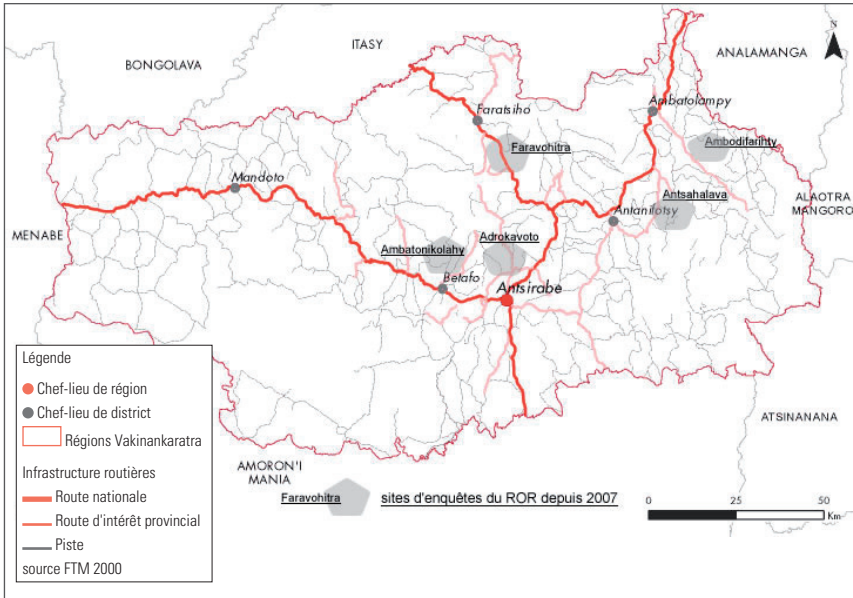 ITASY
BONGOLAVA
N
ANALAMANGA
Faratsiho
Ambatolampy
Faravohitra
Ambodifarihty
Mandoto
Antsahalava
ALAOTRA
MANGORO
Antanifotsy
MENABE
Ambatonikolahy
Adrokavoto
Betafo
Antsirabe
Légende
Chef-lieu de région
Chef-lieu de district
Régions Vakinankaratra
Infrastructure routières
Route nationale
Route d'intérêt provincial
Piste
source FTM 2000
ATSINANANA
AMORON'I
MANIA
Faravohitra
sites d'enquêtes du ROR depuis 2007
0 25 50
Km